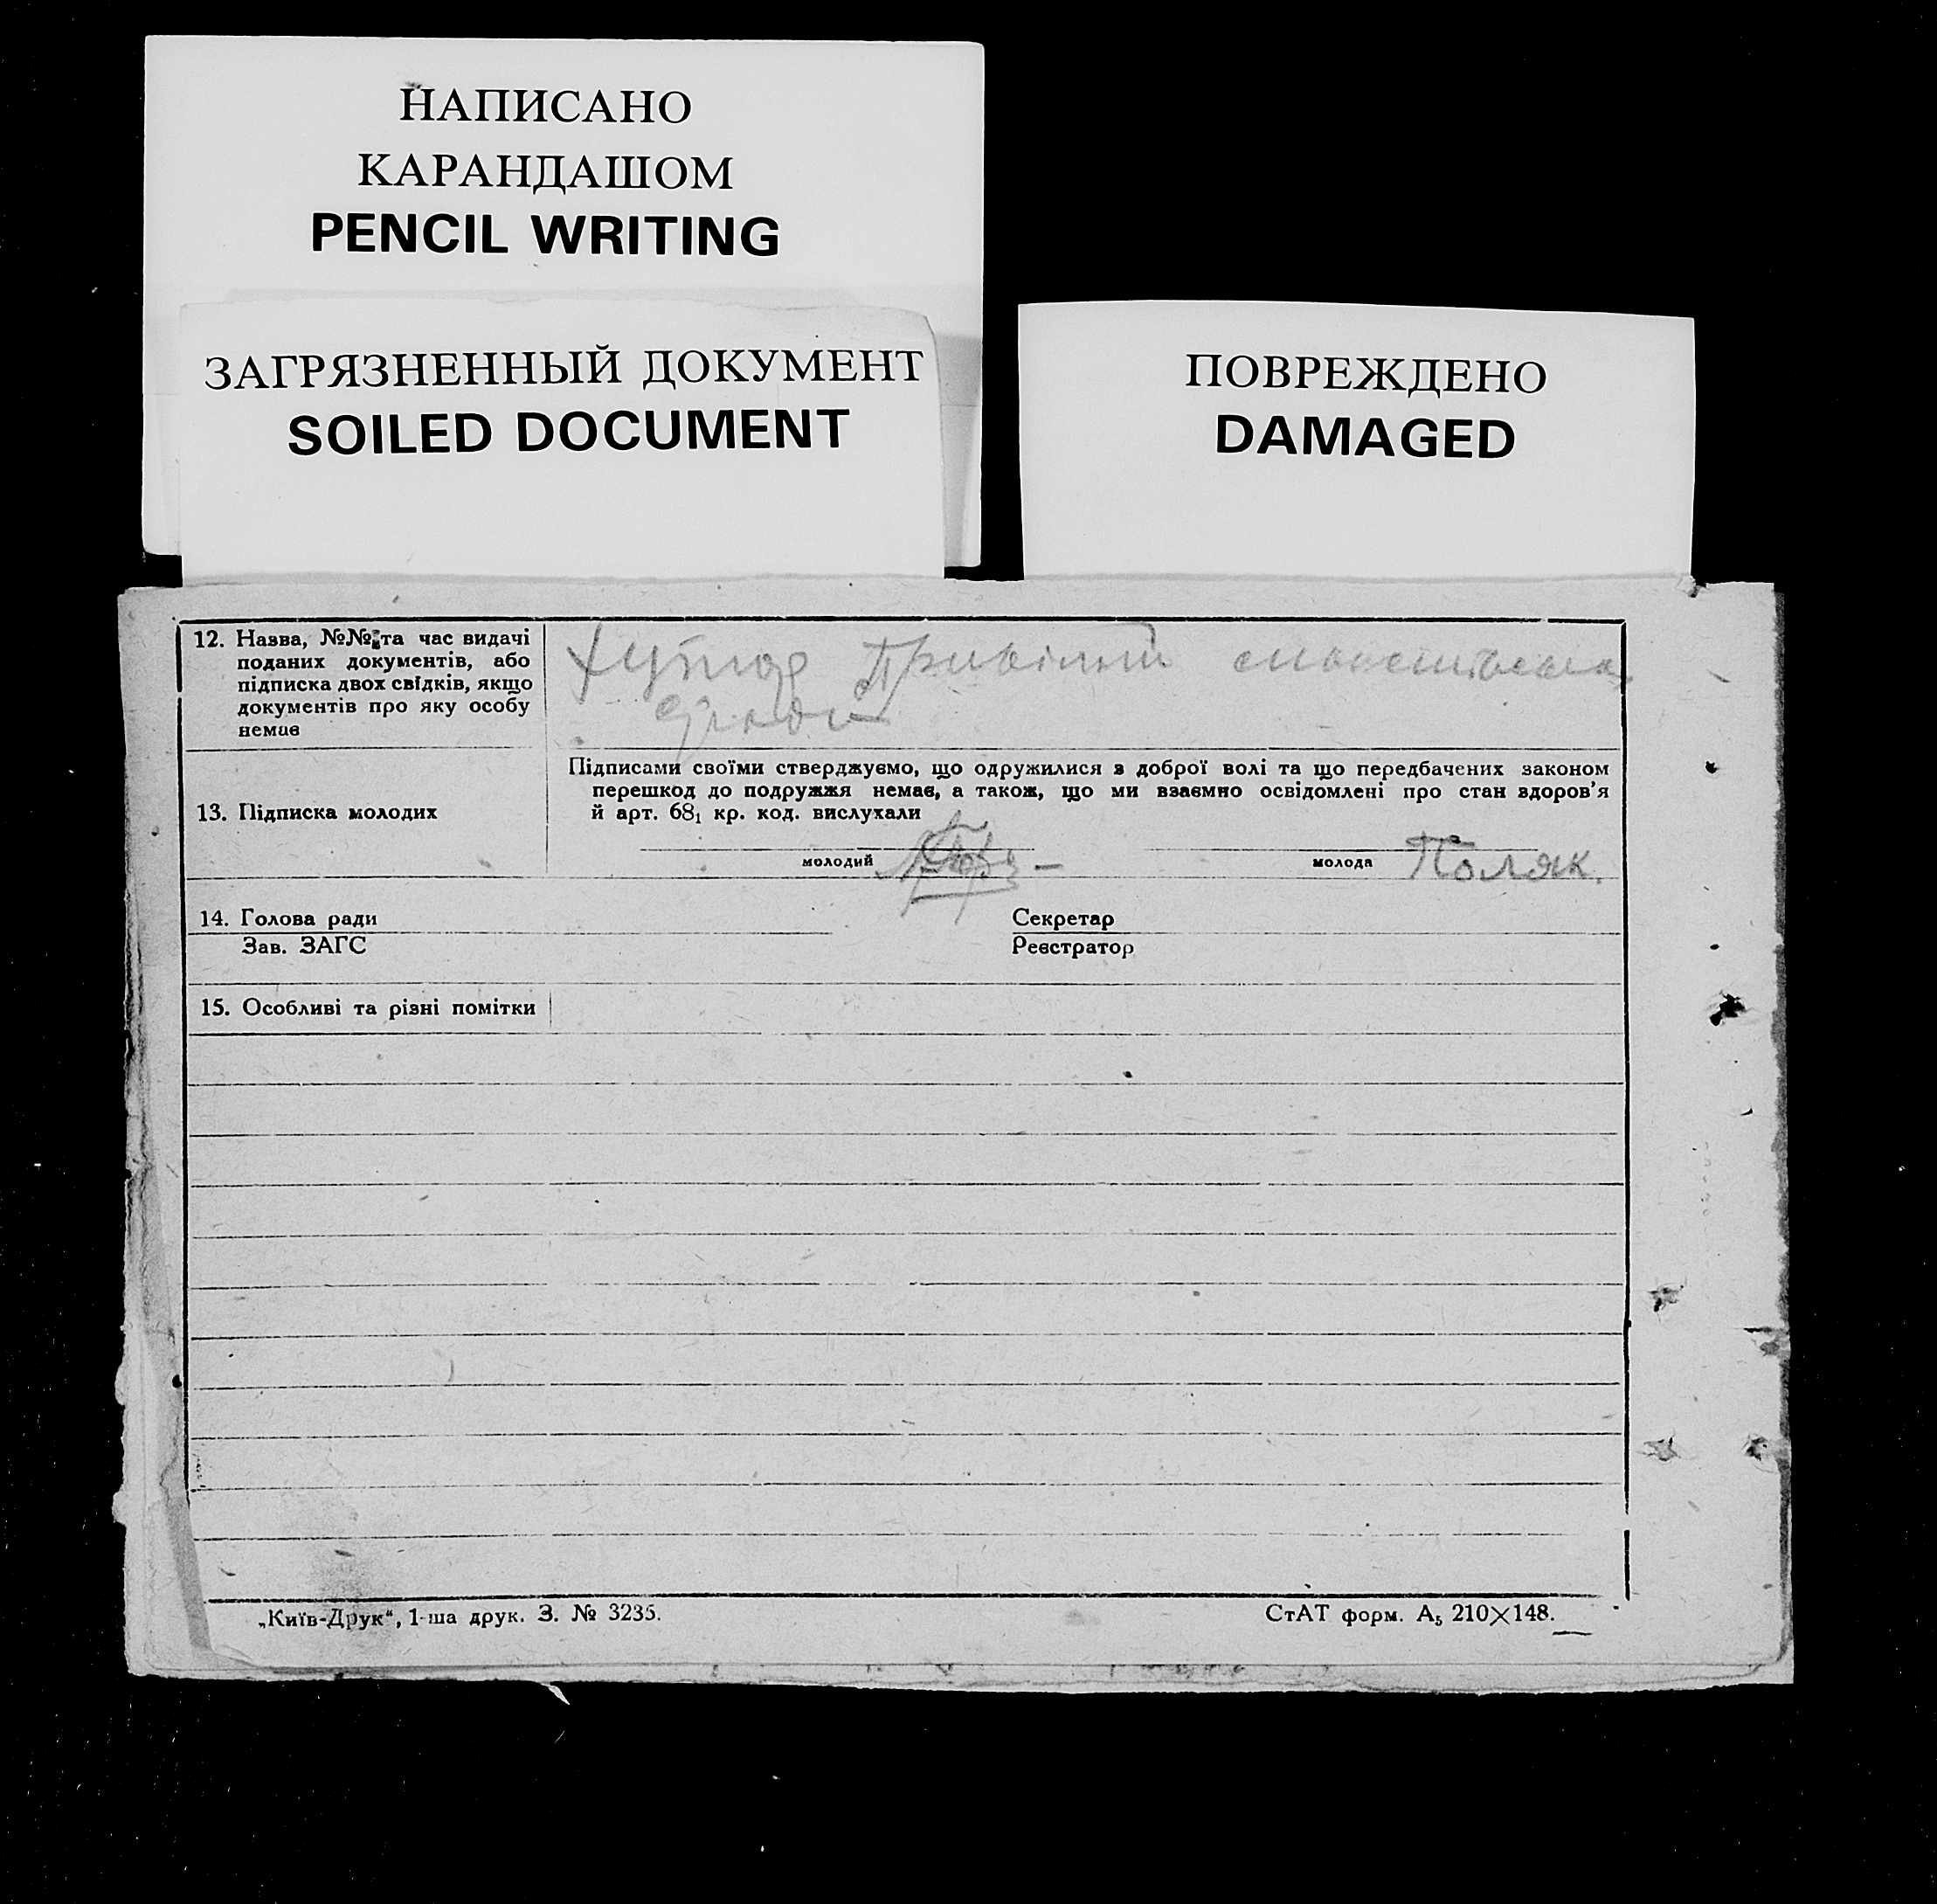 НАПИСАНО
КАРАНДАШОМ
PENCIL WRITING
ЗАГРЯЗНЕННЫЙ ДОКУМЕНТ
SOILED DOCUMENT
ПОВРЕЖДЕНО
DAMAGED
12. Назва, №№ та час видачі
поданих документів, або
підписка двох свідків, якщо
документів про яку особу
немає
Хутор Привільний
Підписами своїми стверджуємо, що одружилися з доброї волі та що передбачених законом
перешкод до подружжя немає, а також, що ми взаємно освідомлені про стан здоров'я
й арт. 68₁ кр. код. вислухали
13. Підписка молодих
молодий
молода Поляк.
14. Голова ради Секретар
Зав. ЗАГС Реєстратор
15. Особливі та різні помітки
„Київ-Друк“, 1-ша друк. З. № 3235.
СтАТ форм. А₅ 210×148.